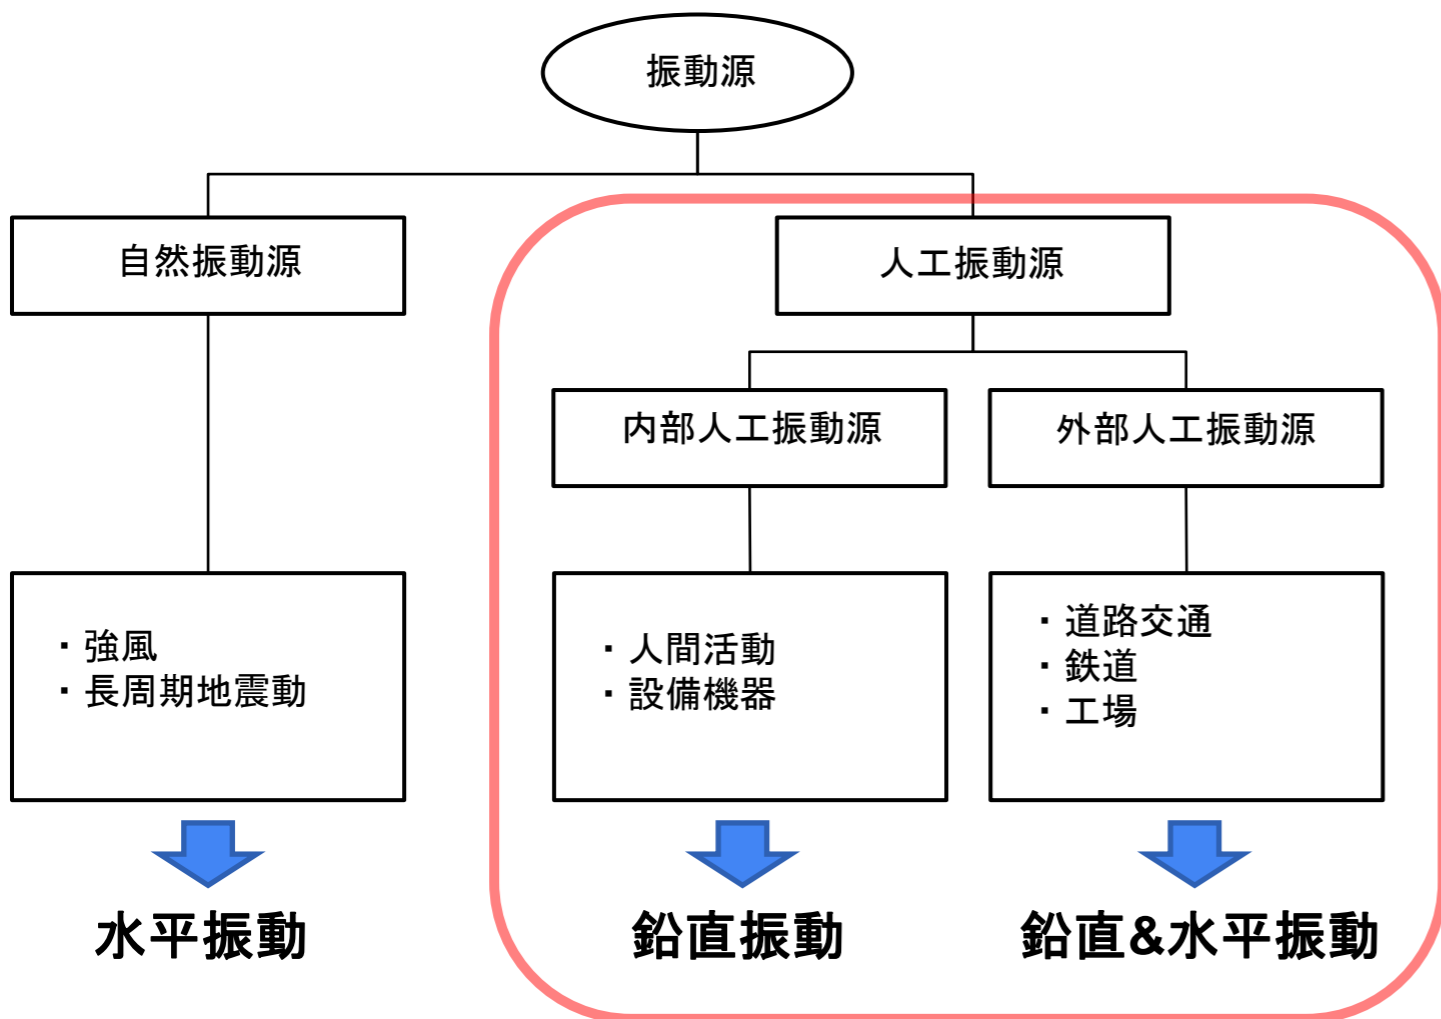 振動源
自然振動源
人工振動源
内部人工振動源
外部人工振動源
・強風
・長周期地震動
・人間活動
・設備機器
・道路交通
・鉄道
・工場
水平振動
鉛直振動
鉛直&水平振動